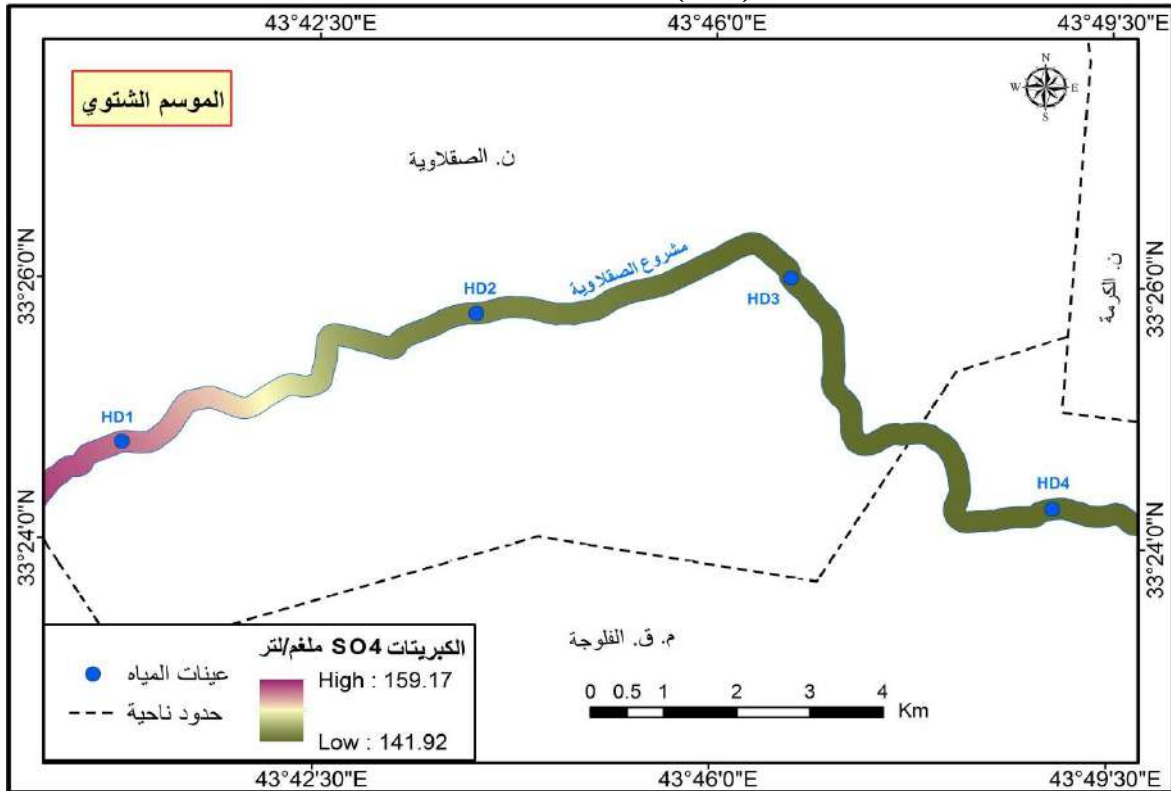 43°42'30"E
43°46'0"E
43°49'30"E
الموسم الشتوي
N
W E
S
ن. الصقلاوية
33°26'0"N
مشروع الصقلاوية
ن. الكرمة
33°26'0"N
HD2
HD3
HD1
HD4
33°24'0"N
33°24'0"N
م. ق. الفلوجة
الكبريتات SO4 ملغم/لتر
عينات المياه
High : 159.17
حدود ناحية
Low : 141.92
0 0.5 1 2 3 4
Km
43°42'30"E
43°46'0"E
43°49'30"E